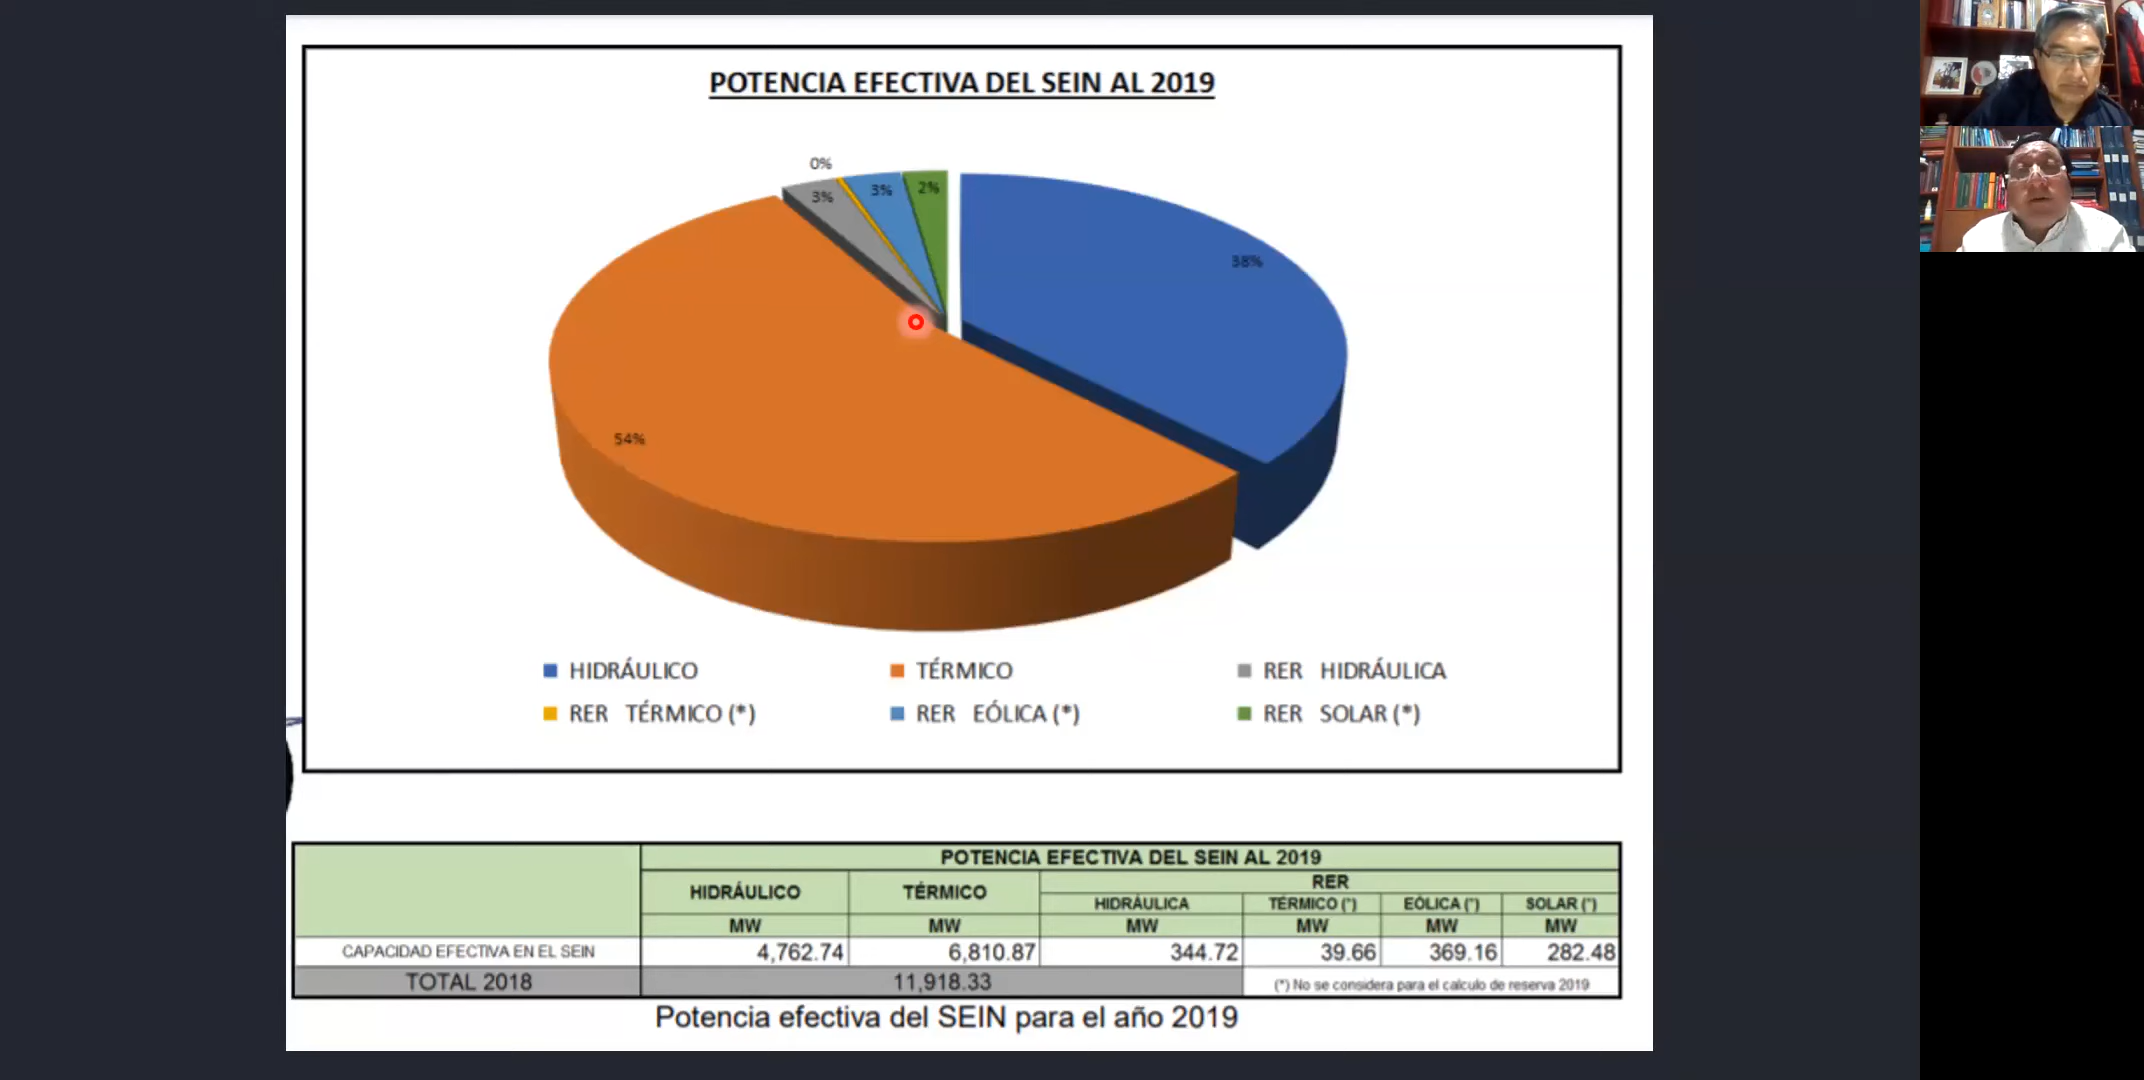 POTENCIA EFECTIVA DEL SEIN AL 2019
0%
3%
3%
2%
38%
54%
HIDRÁULICO
TÉRMICO
RER HIDRÁULICA
RER TÉRMICO (*)
RER EÓLICA (*)
RER SOLAR (*)
POTENCIA EFECTIVA DEL SEIN AL 2019
HIDRÁULICO TÉRMICO RER
HIDRÁULICA TÉRMICO (*) EÓLICA (*) SOLAR (*)
MW MW MW MW MW MW
CAPACIDAD EFECTIVA EN EL SEIN 4,762.74 6,810.87 344.72 39.66 369.16 282.48
TOTAL 2018 11,918.33 (*) No se considera para el calculo de reserva 2019
Potencia efectiva del SEIN para el año 2019